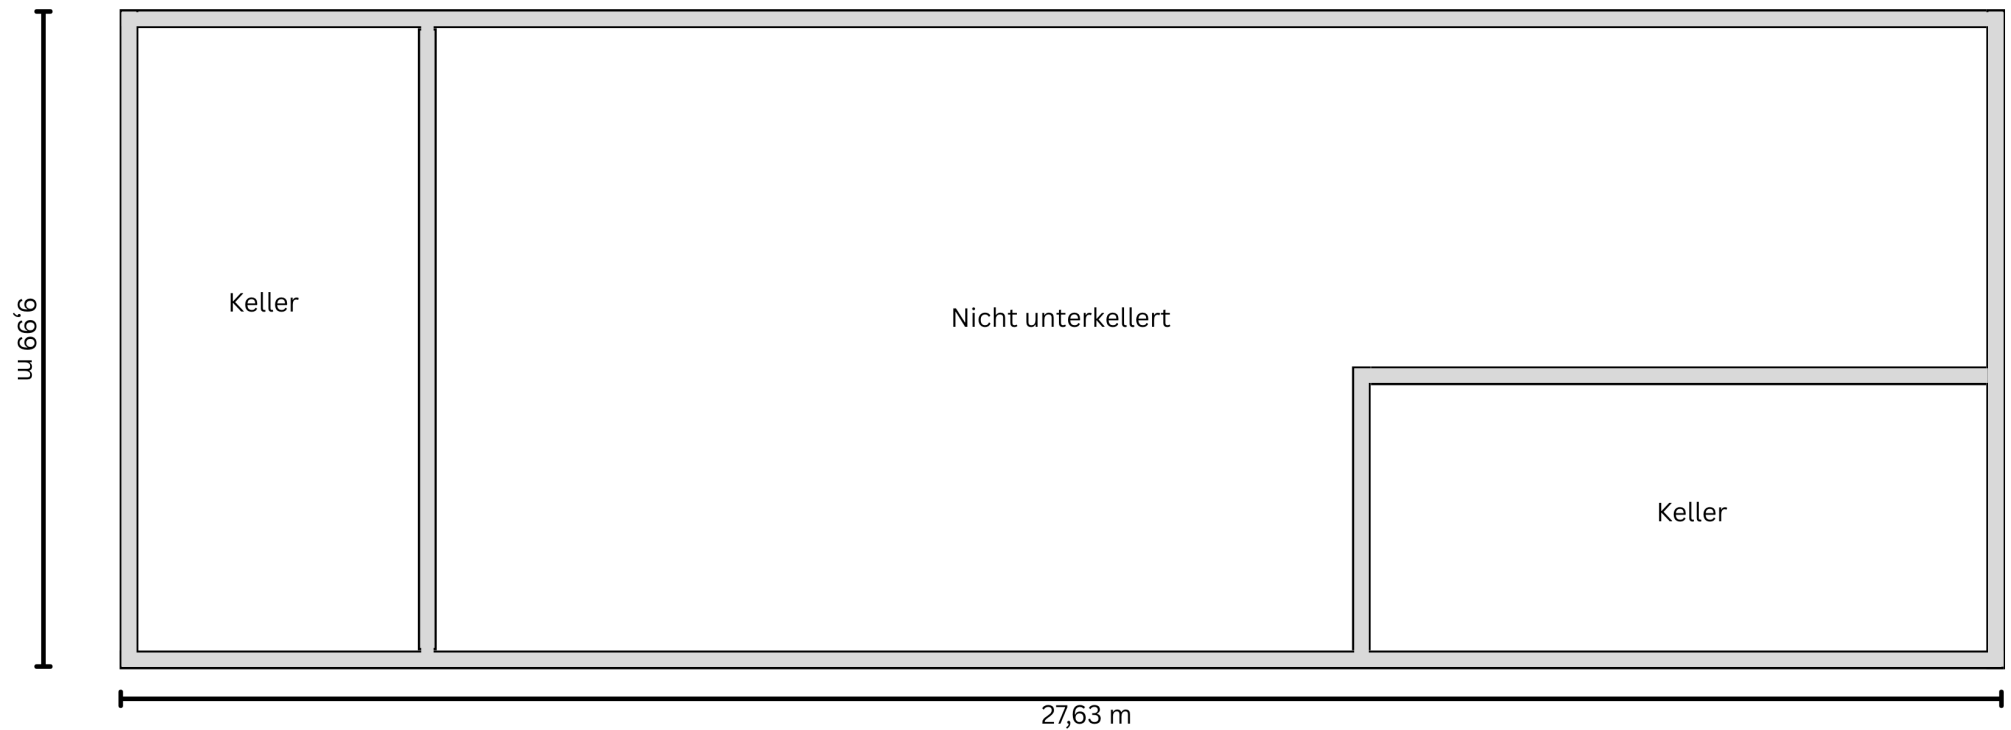 9,99 m
Keller
Nicht unterkellert
Keller
27,63 m